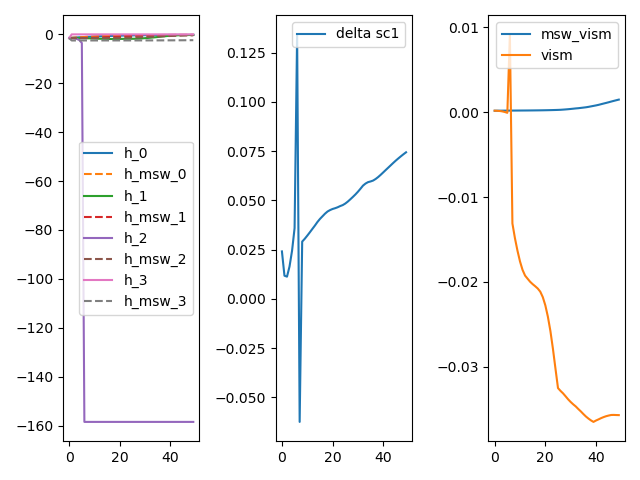 0
−20
−40
−60
−80
−100
−120
−140
−160
0
20
40
h_0
h_msw_0
h_1
h_msw_1
h_2
h_msw_2
h_3
h_msw_3
0.125
0.100
0.075
0.050
0.025
0.000
−0.025
−0.050
0
20
40
delta sc1
0.01
0.00
−0.01
−0.02
−0.03
0
20
40
msw_vism
vism